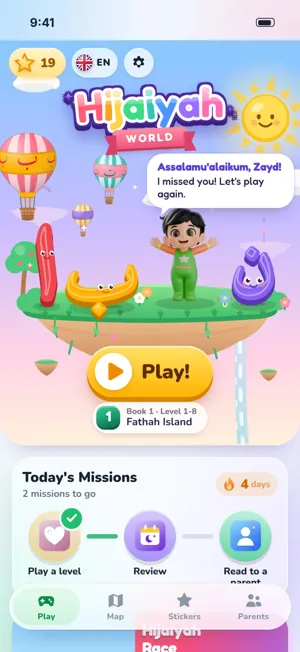 9:41
19
EN
Hijaiyah
WORLD
Assalamu'alaikum, Zayd!
I missed you! Let's play
again.
Play!
1
Book 1 · Level 1-8
Fathah Island
Today's Missions
2 missions to go
4 days
Play a level
Review
Read to a
parent
Play
Map
Stickers
Parents
Hijaiyah
Race